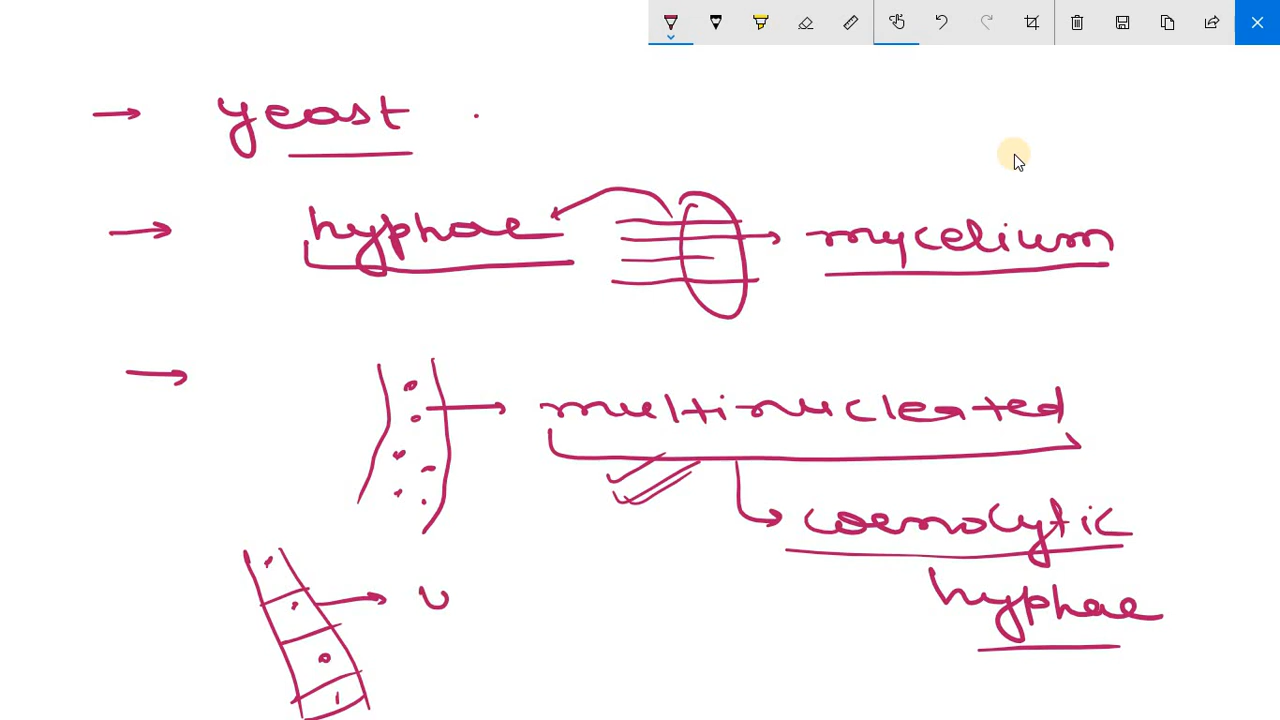 yeast
hyphae mycelium
multinucleated
coenocytic
hyphae
u